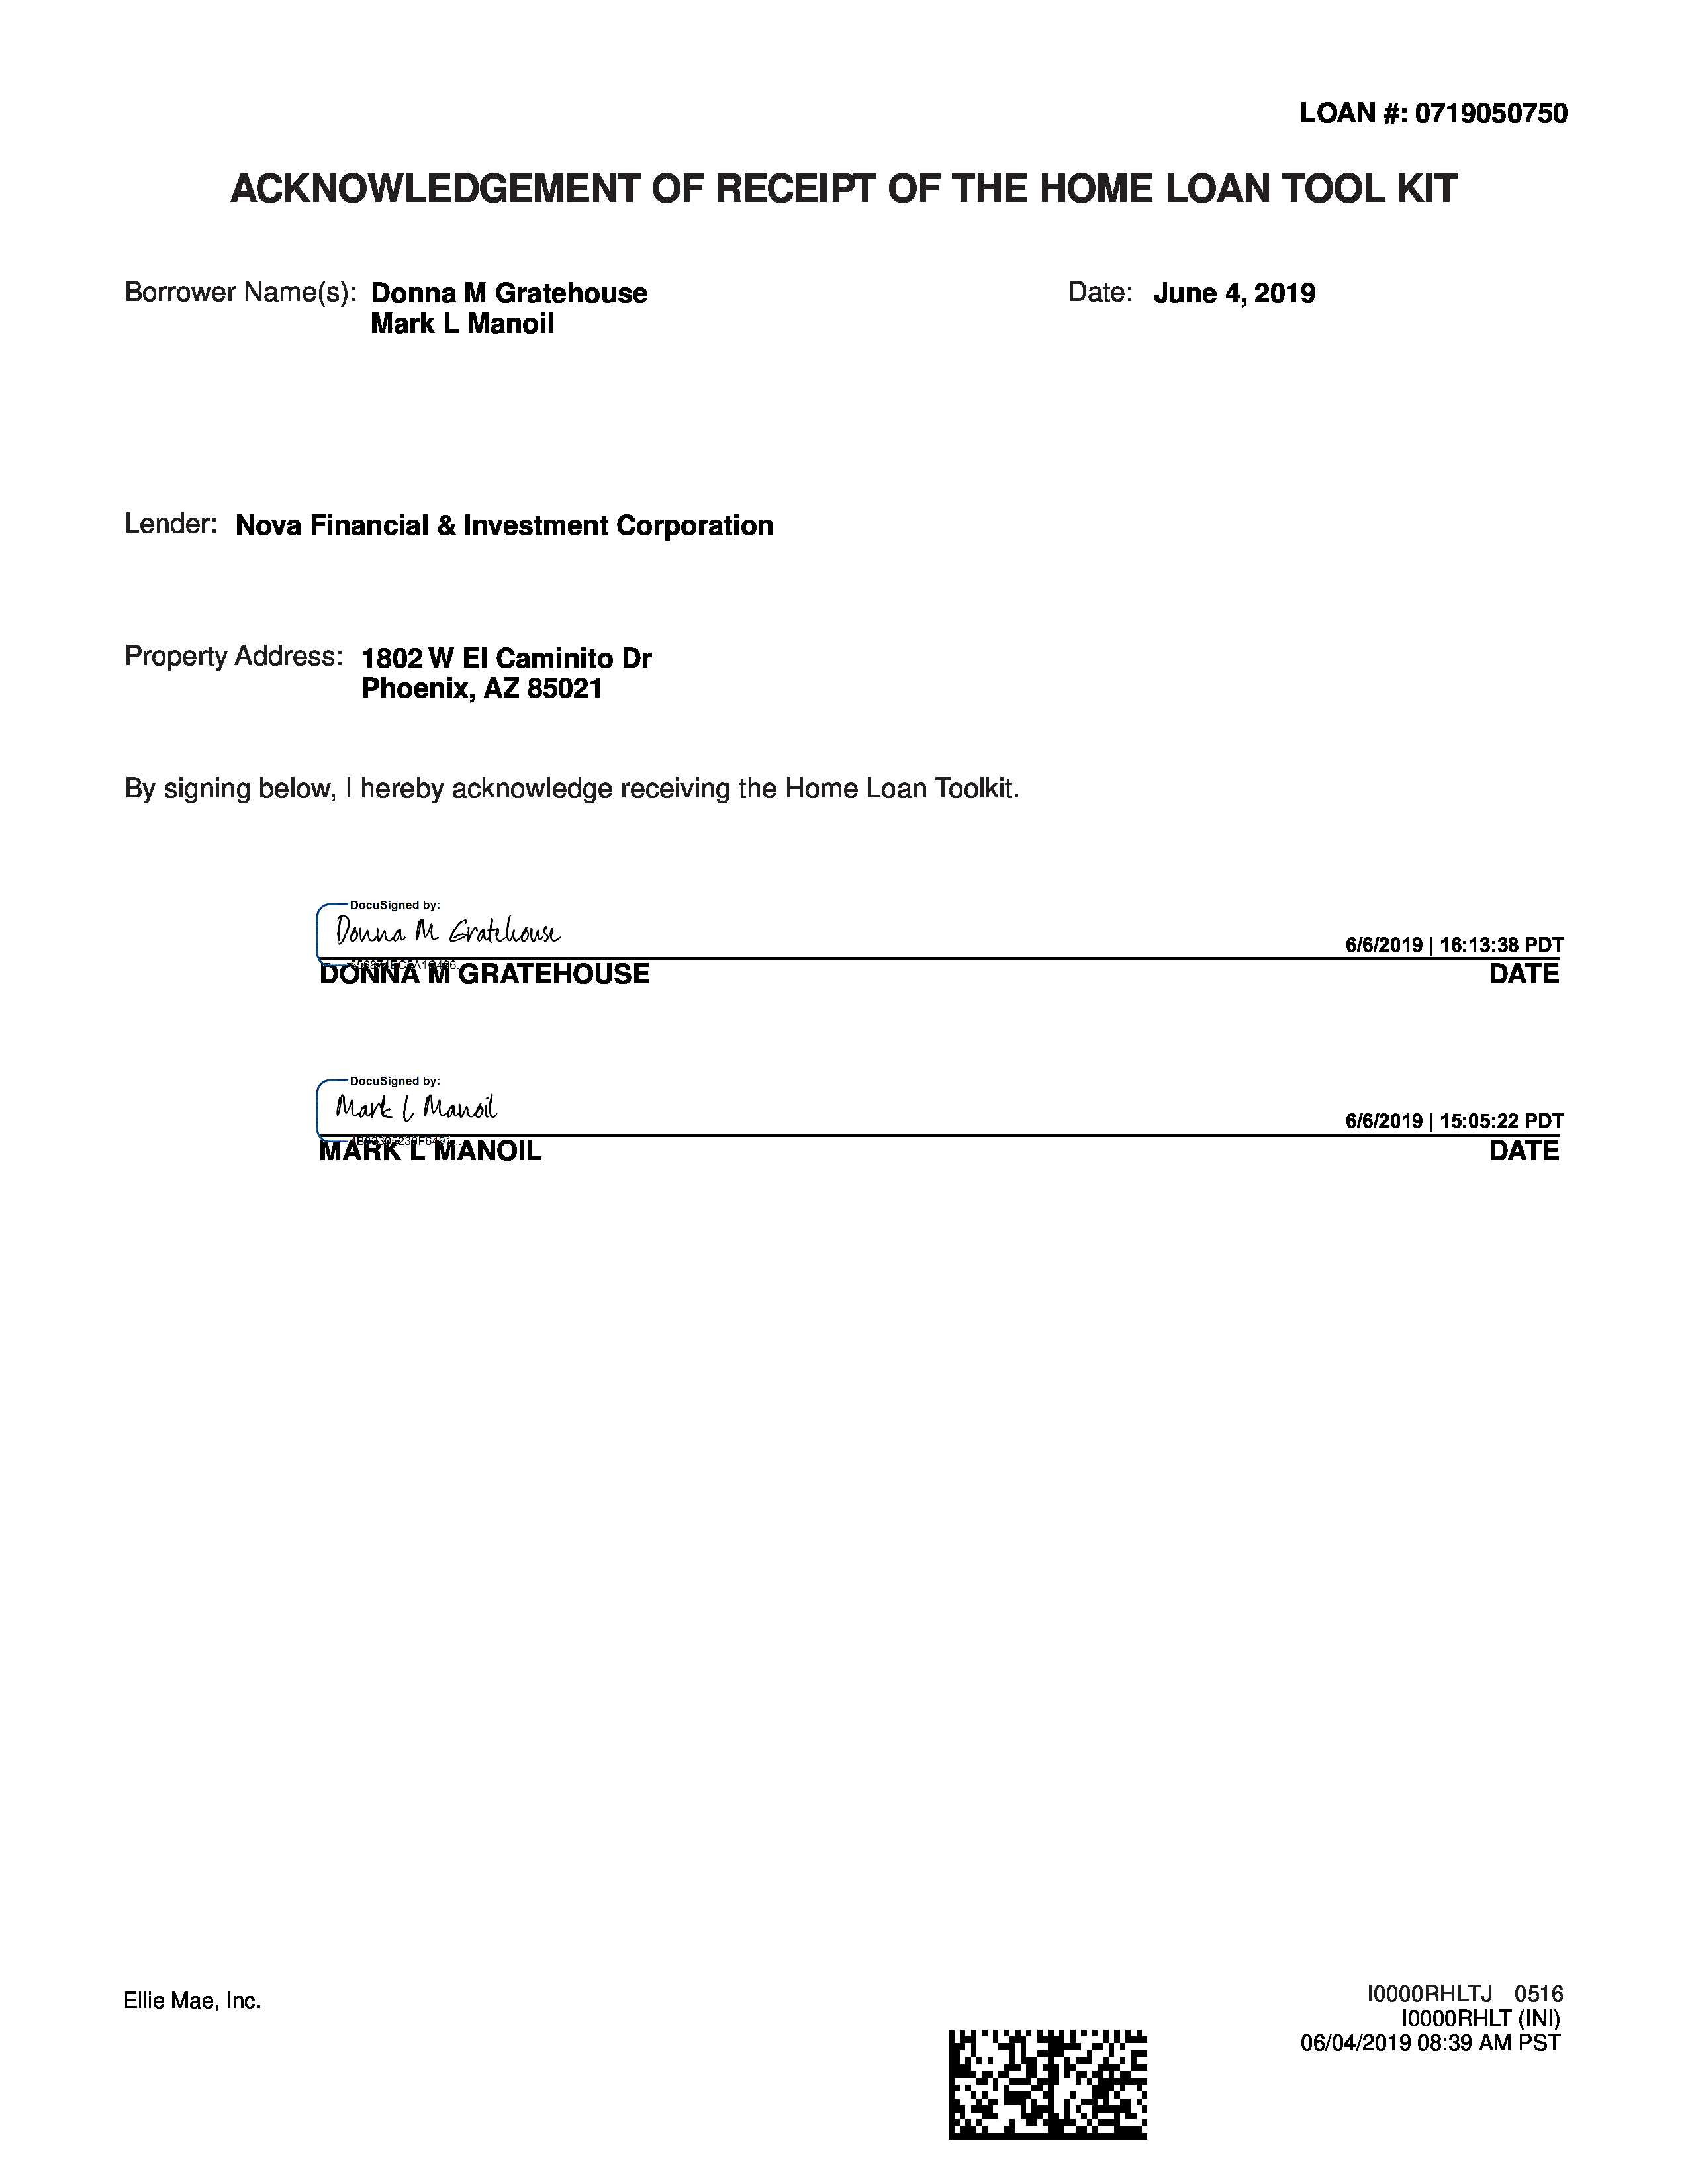 LOAN #: 0719050750
ACKNOWLEDGEMENT OF RECEIPT OF THE HOME LOAN TOOL KIT
Borrower Name(s): Donna M Gratehouse Date: June 4, 2019
Mark L Manoil
Lender: Nova Financial & Investment Corporation
Property Address: 1802 W El Caminito Dr
Phoenix, AZ 85021
By signing below, I hereby acknowledge receiving the Home Loan Toolkit.
DocuSigned by:
Donna M Gratehouse
6/6/2019 | 16:13:38 PDT
DONNA M GRATEHOUSE DATE
DocuSigned by:
Mark L Manoil
6/6/2019 | 15:05:22 PDT
MARK L MANOIL DATE
Ellie Mae, Inc.
I0000RHLTJ 0516
I0000RHLT (INI)
06/04/2019 08:39 AM PST